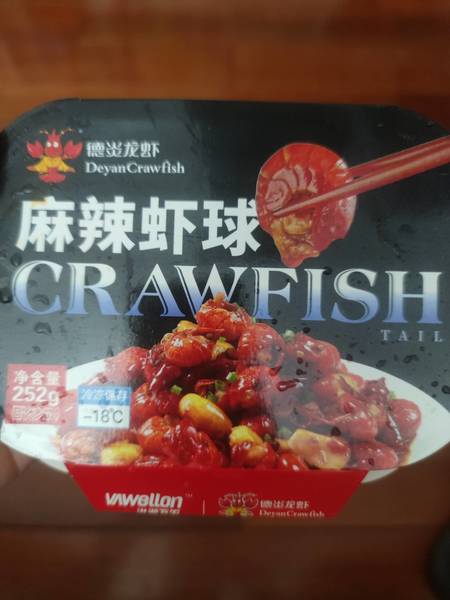 德炎龙虾
DeyanCrawfish
麻辣虾球
CRAWFISH
TAIL
净含量
252g
冷冻保存
-18℃
VAWellon™
德炎龙虾
DeyanCrawfish